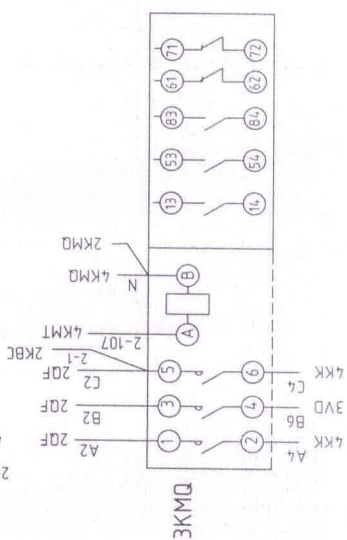 71 72
61 62
83 84
53 54
13 14
2KMQ
4KMQ N B
4KMT 2-107 A
2KBC 2-1
2QF C2 5 6 C4 4KK
2QF B2 3 4 B6 3VD
2QF A2 1 2 A4 4KK
3KMQ
2